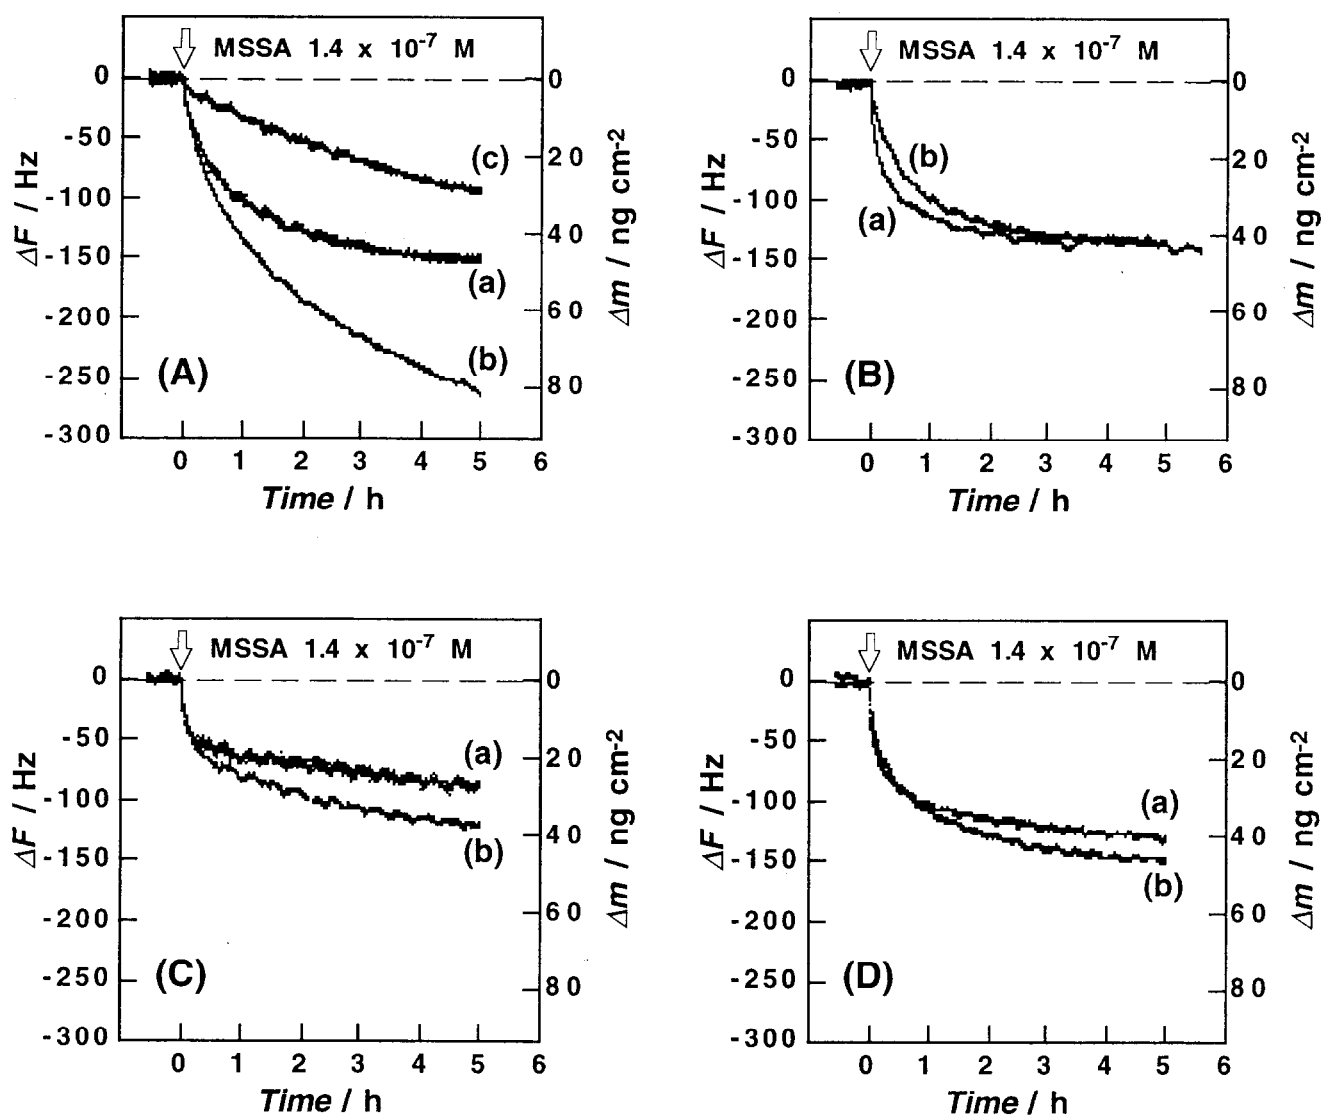 MSSA 1.4 x 10-7 M
0
-50
-100
-150
-200
-250
-300
ΔF / Hz
0
20
40
60
80
Δm / ng cm-2
(c)
(a)
(b)
(A)
0 1 2 3 4 5 6
Time / h
MSSA 1.4 x 10-7 M
0
-50
-100
-150
-200
-250
-300
ΔF / Hz
0
20
40
60
80
Δm / ng cm-2
(b)
(a)
(B)
0 1 2 3 4 5 6
Time / h
MSSA 1.4 x 10-7 M
0
-50
-100
-150
-200
-250
-300
ΔF / Hz
0
20
40
60
80
Δm / ng cm-2
(a)
(b)
(C)
0 1 2 3 4 5 6
Time / h
MSSA 1.4 x 10-7 M
0
-50
-100
-150
-200
-250
-300
ΔF / Hz
0
20
40
60
80
Δm / ng cm-2
(a)
(b)
(D)
0 1 2 3 4 5 6
Time / h